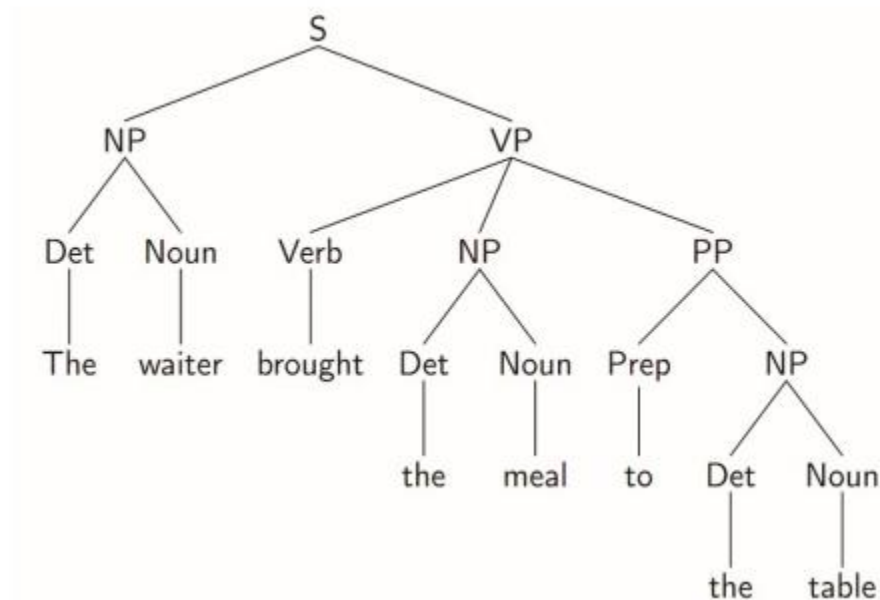 S
NP VP
Det Noun Verb NP PP
The waiter brought Det Noun Prep NP
the meal to Det Noun
the table